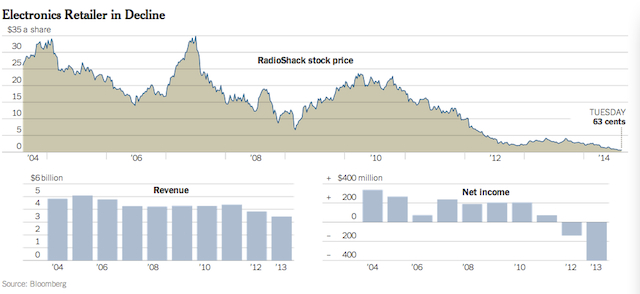 Electronics Retailer in Decline
$35 a share
RadioShack stock price
30
25
20
15
10
5
0
TUESDAY
63 cents
'04 '06 '08 '10 '12 '14
$6 billion
Revenue
5
4
3
2
1
0
'04 '06 '08 '10 '12 '13
+ $400 million
Net income
+ 200
0
– 200
– 400
'04 '06 '08 '10 '12 '13
Source: Bloomberg